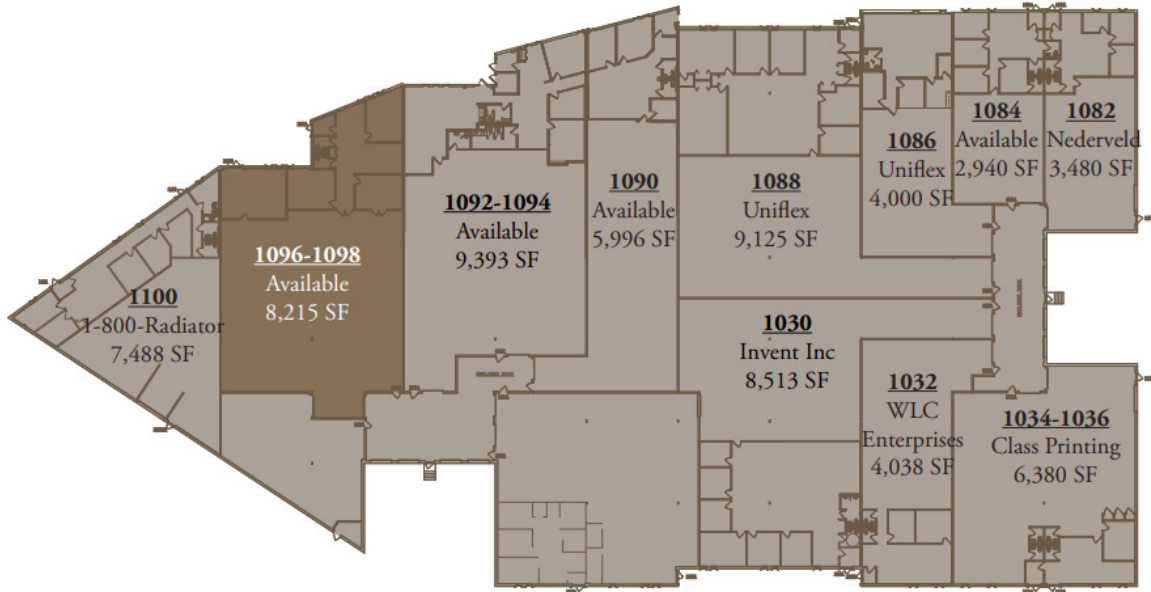 1100
1-800-Radiator
7,488 SF
1096-1098
Available
8,215 SF
1092-1094
Available
9,393 SF
1090
Available
5,996 SF
1088
Uniflex
9,125 SF
1086
Uniflex
4,000 SF
1084
Available
2,940 SF
1082
Nederveld
3,480 SF
1030
Invent Inc
8,513 SF
1032
WLC
Enterprises
4,038 SF
1034-1036
Class Printing
6,380 SF